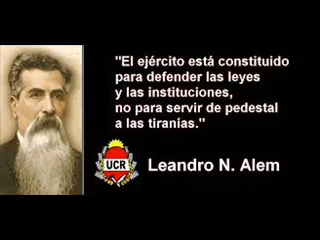 "El ejército está constituido
para defender las leyes
y las instituciones,
no para servir de pedestal
a las tiranías."
UCR
Leandro N. Alem